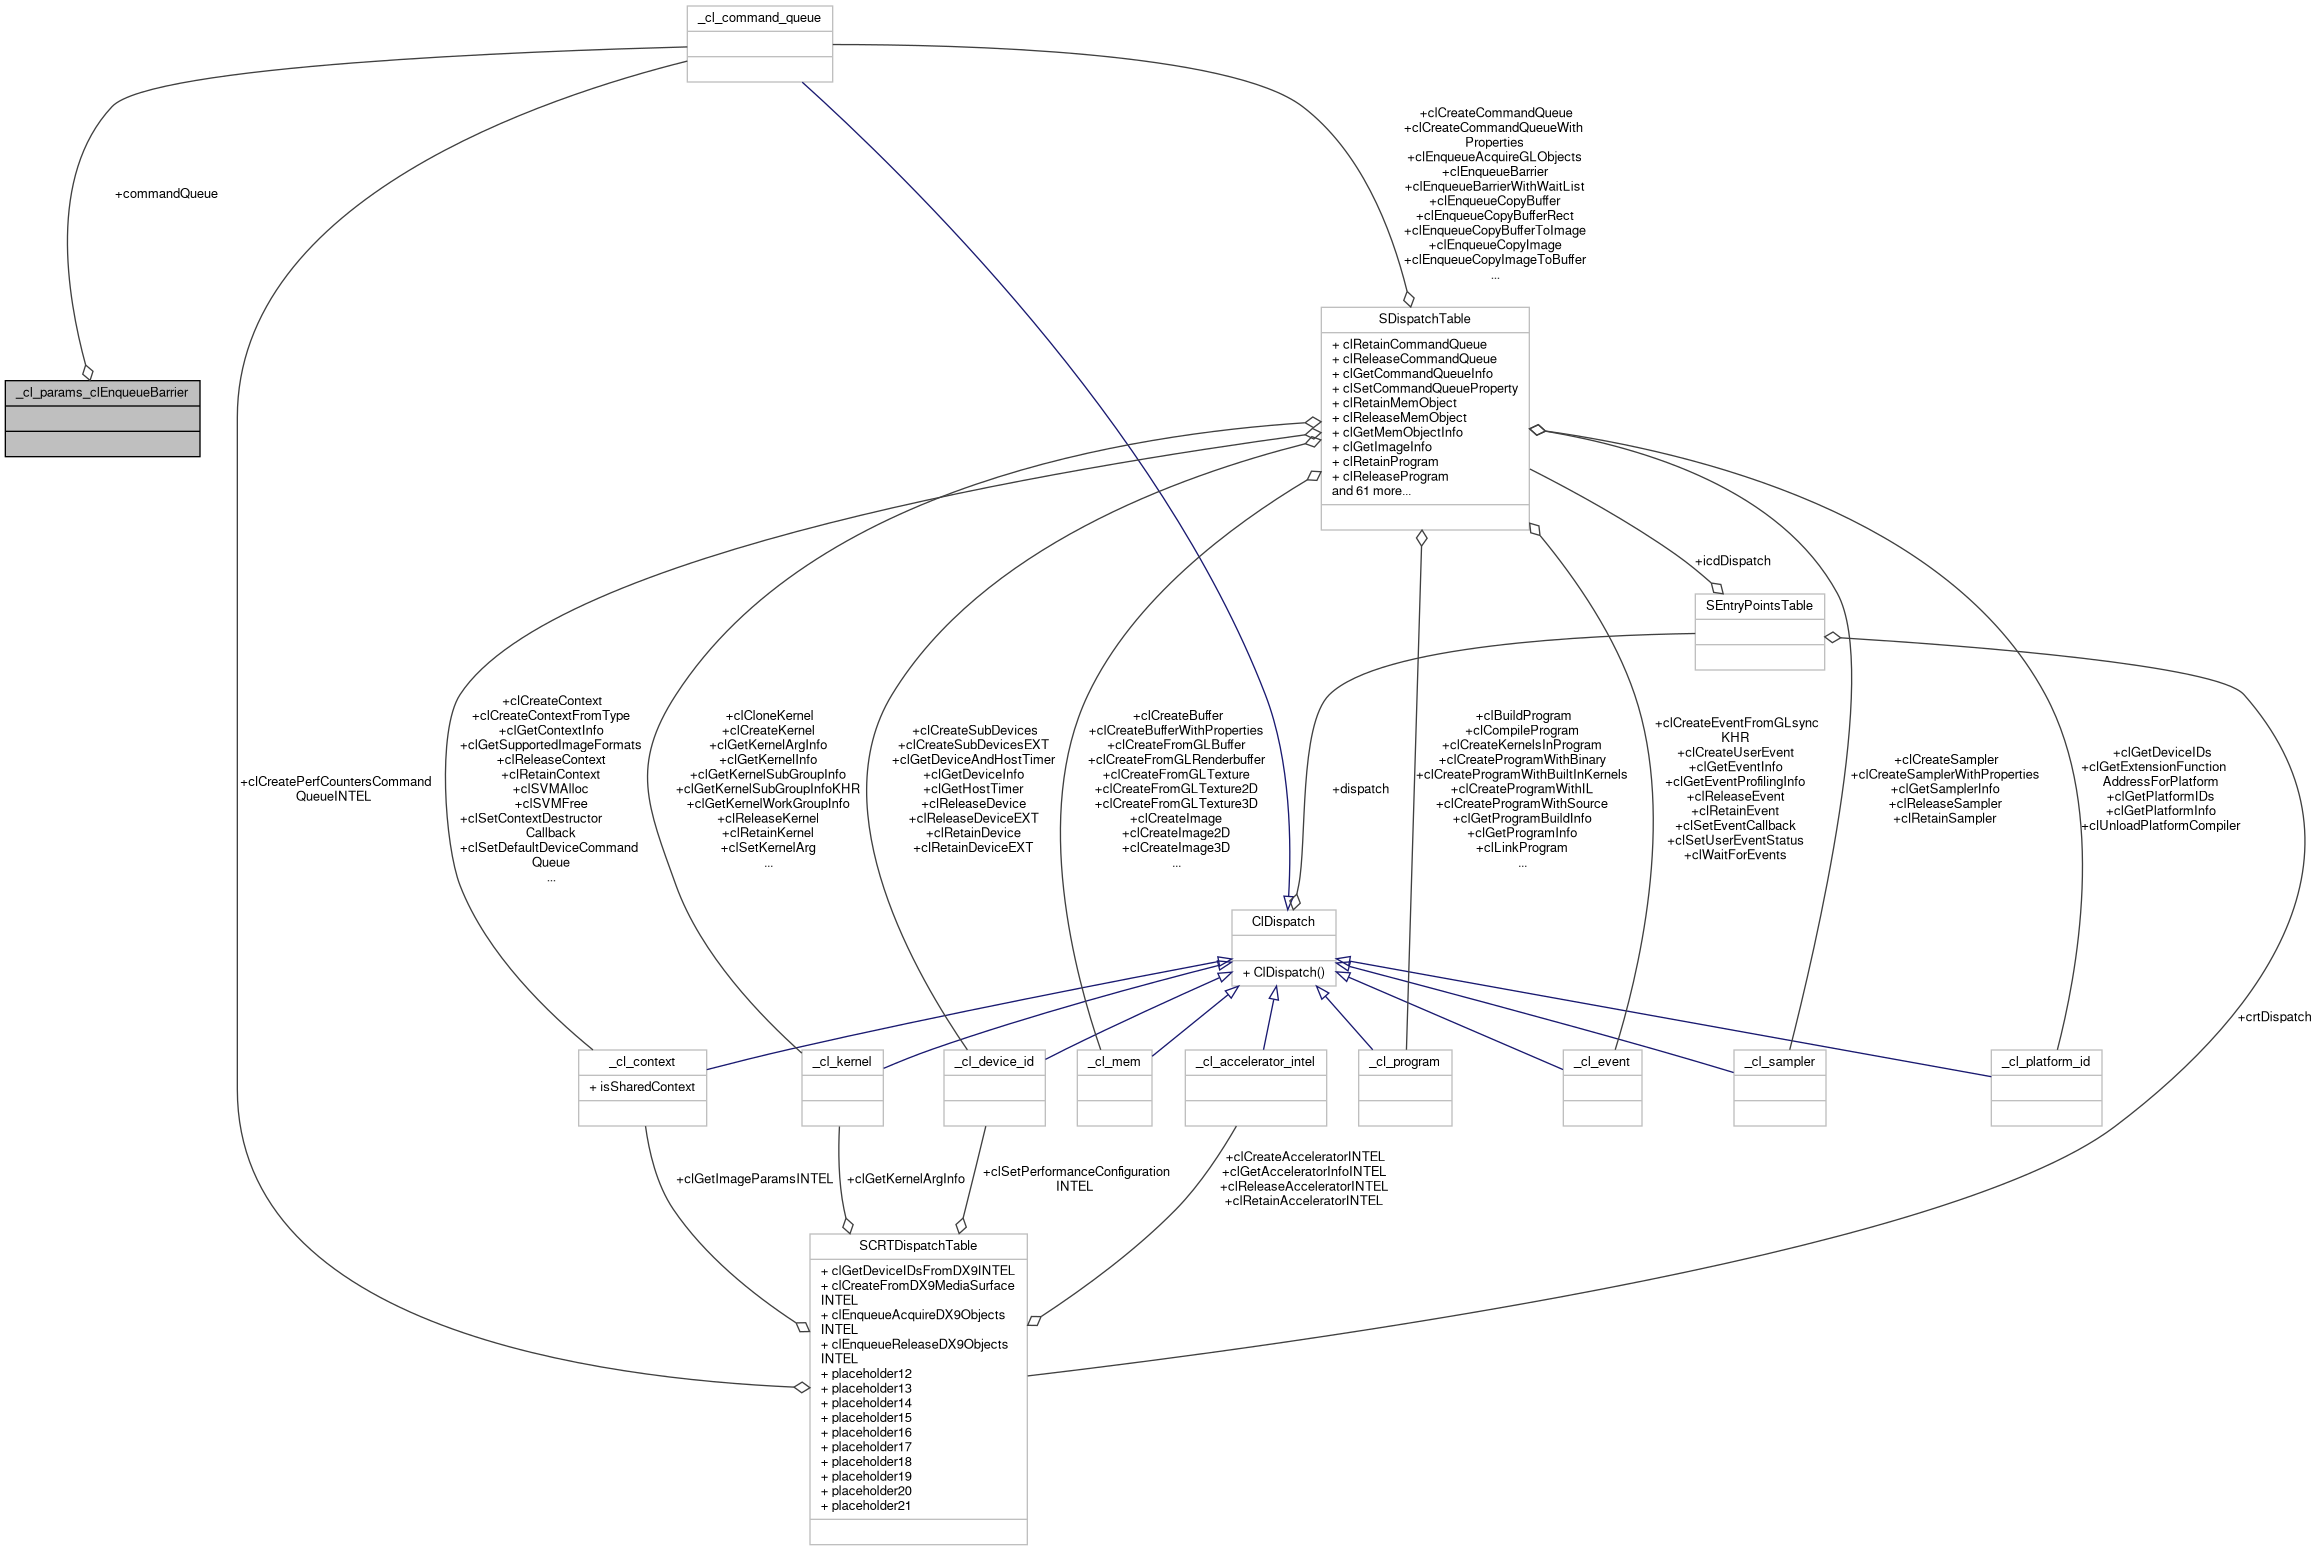 _cl_command_queue
+clCreateCommandQueue
+clCreateCommandQueueWith
Properties
+clEnqueueAcquireGLObjects
+clEnqueueBarrier
+clEnqueueBarrierWithWaitList
+clEnqueueCopyBuffer
+clEnqueueCopyBufferRect
+clEnqueueCopyBufferToImage
+clEnqueueCopyImage
+clEnqueueCopyImageToBuffer
...
+commandQueue
_cl_params_clEnqueueBarrier
SDispatchTable
+ clRetainCommandQueue
+ clReleaseCommandQueue
+ clGetCommandQueueInfo
+ clSetCommandQueueProperty
+ clRetainMemObject
+ clReleaseMemObject
+ clGetMemObjectInfo
+ clGetImageInfo
+ clRetainProgram
+ clReleaseProgram
and 61 more...
+icdDispatch
SEntryPointsTable
+clCreatePerfCountersCommand
QueueINTEL
+clCreateContext
+clCreateContextFromType
+clGetContextInfo
+clGetSupportedImageFormats
+clReleaseContext
+clRetainContext
+clSVMAlloc
+clSVMFree
+clSetContextDestructor
Callback
+clSetDefaultDeviceCommand
Queue
...
+clCloneKernel
+clCreateKernel
+clGetKernelArgInfo
+clGetKernelInfo
+clGetKernelSubGroupInfo
+clGetKernelSubGroupInfoKHR
+clGetKernelWorkGroupInfo
+clReleaseKernel
+clRetainKernel
+clSetKernelArg
...
+clCreateSubDevices
+clCreateSubDevicesEXT
+clGetDeviceAndHostTimer
+clGetDeviceInfo
+clGetHostTimer
+clReleaseDevice
+clReleaseDeviceEXT
+clRetainDevice
+clRetainDeviceEXT
+clCreateBuffer
+clCreateBufferWithProperties
+clCreateFromGLBuffer
+clCreateFromGLRenderbuffer
+clCreateFromGLTexture
+clCreateFromGLTexture2D
+clCreateFromGLTexture3D
+clCreateImage
+clCreateImage2D
+clCreateImage3D
...
+dispatch
+clBuildProgram
+clCompileProgram
+clCreateKernelsInProgram
+clCreateProgramWithBinary
+clCreateProgramWithBuiltInKernels
+clCreateProgramWithIL
+clCreateProgramWithSource
+clGetProgramBuildInfo
+clGetProgramInfo
+clLinkProgram
...
+clCreateEventFromGLsync
KHR
+clCreateUserEvent
+clGetEventInfo
+clGetEventProfilingInfo
+clReleaseEvent
+clRetainEvent
+clSetEventCallback
+clSetUserEventStatus
+clWaitForEvents
+clCreateSampler
+clCreateSamplerWithProperties
+clGetSamplerInfo
+clReleaseSampler
+clRetainSampler
+clGetDeviceIDs
+clGetExtensionFunction
AddressForPlatform
+clGetPlatformIDs
+clGetPlatformInfo
+clUnloadPlatformCompiler
ClDispatch
+ ClDispatch()
+crtDispatch
_cl_context
+ isSharedContext
_cl_kernel
_cl_device_id
_cl_mem
_cl_accelerator_intel
_cl_program
_cl_event
_cl_sampler
_cl_platform_id
+clGetImageParamsINTEL
+clGetKernelArgInfo
+clSetPerformanceConfiguration
INTEL
+clCreateAcceleratorINTEL
+clGetAcceleratorInfoINTEL
+clReleaseAcceleratorINTEL
+clRetainAcceleratorINTEL
SCRTDispatchTable
+ clGetDeviceIDsFromDX9INTEL
+ clCreateFromDX9MediaSurface
INTEL
+ clEnqueueAcquireDX9Objects
INTEL
+ clEnqueueReleaseDX9Objects
INTEL
+ placeholder12
+ placeholder13
+ placeholder14
+ placeholder15
+ placeholder16
+ placeholder17
+ placeholder18
+ placeholder19
+ placeholder20
+ placeholder21